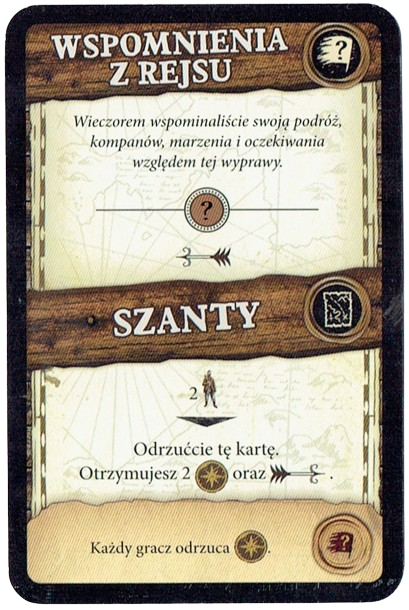 WSPOMNIENIA
Z REJSU
?
Wieczorem wspominaliście swoją podróż,
kompanów, marzenia i oczekiwania
względem tej wyprawy.
?
SZANTY
2
Odrzućcie tę kartę.
Otrzymujesz 2 oraz .
Każdy gracz odrzuca .
?